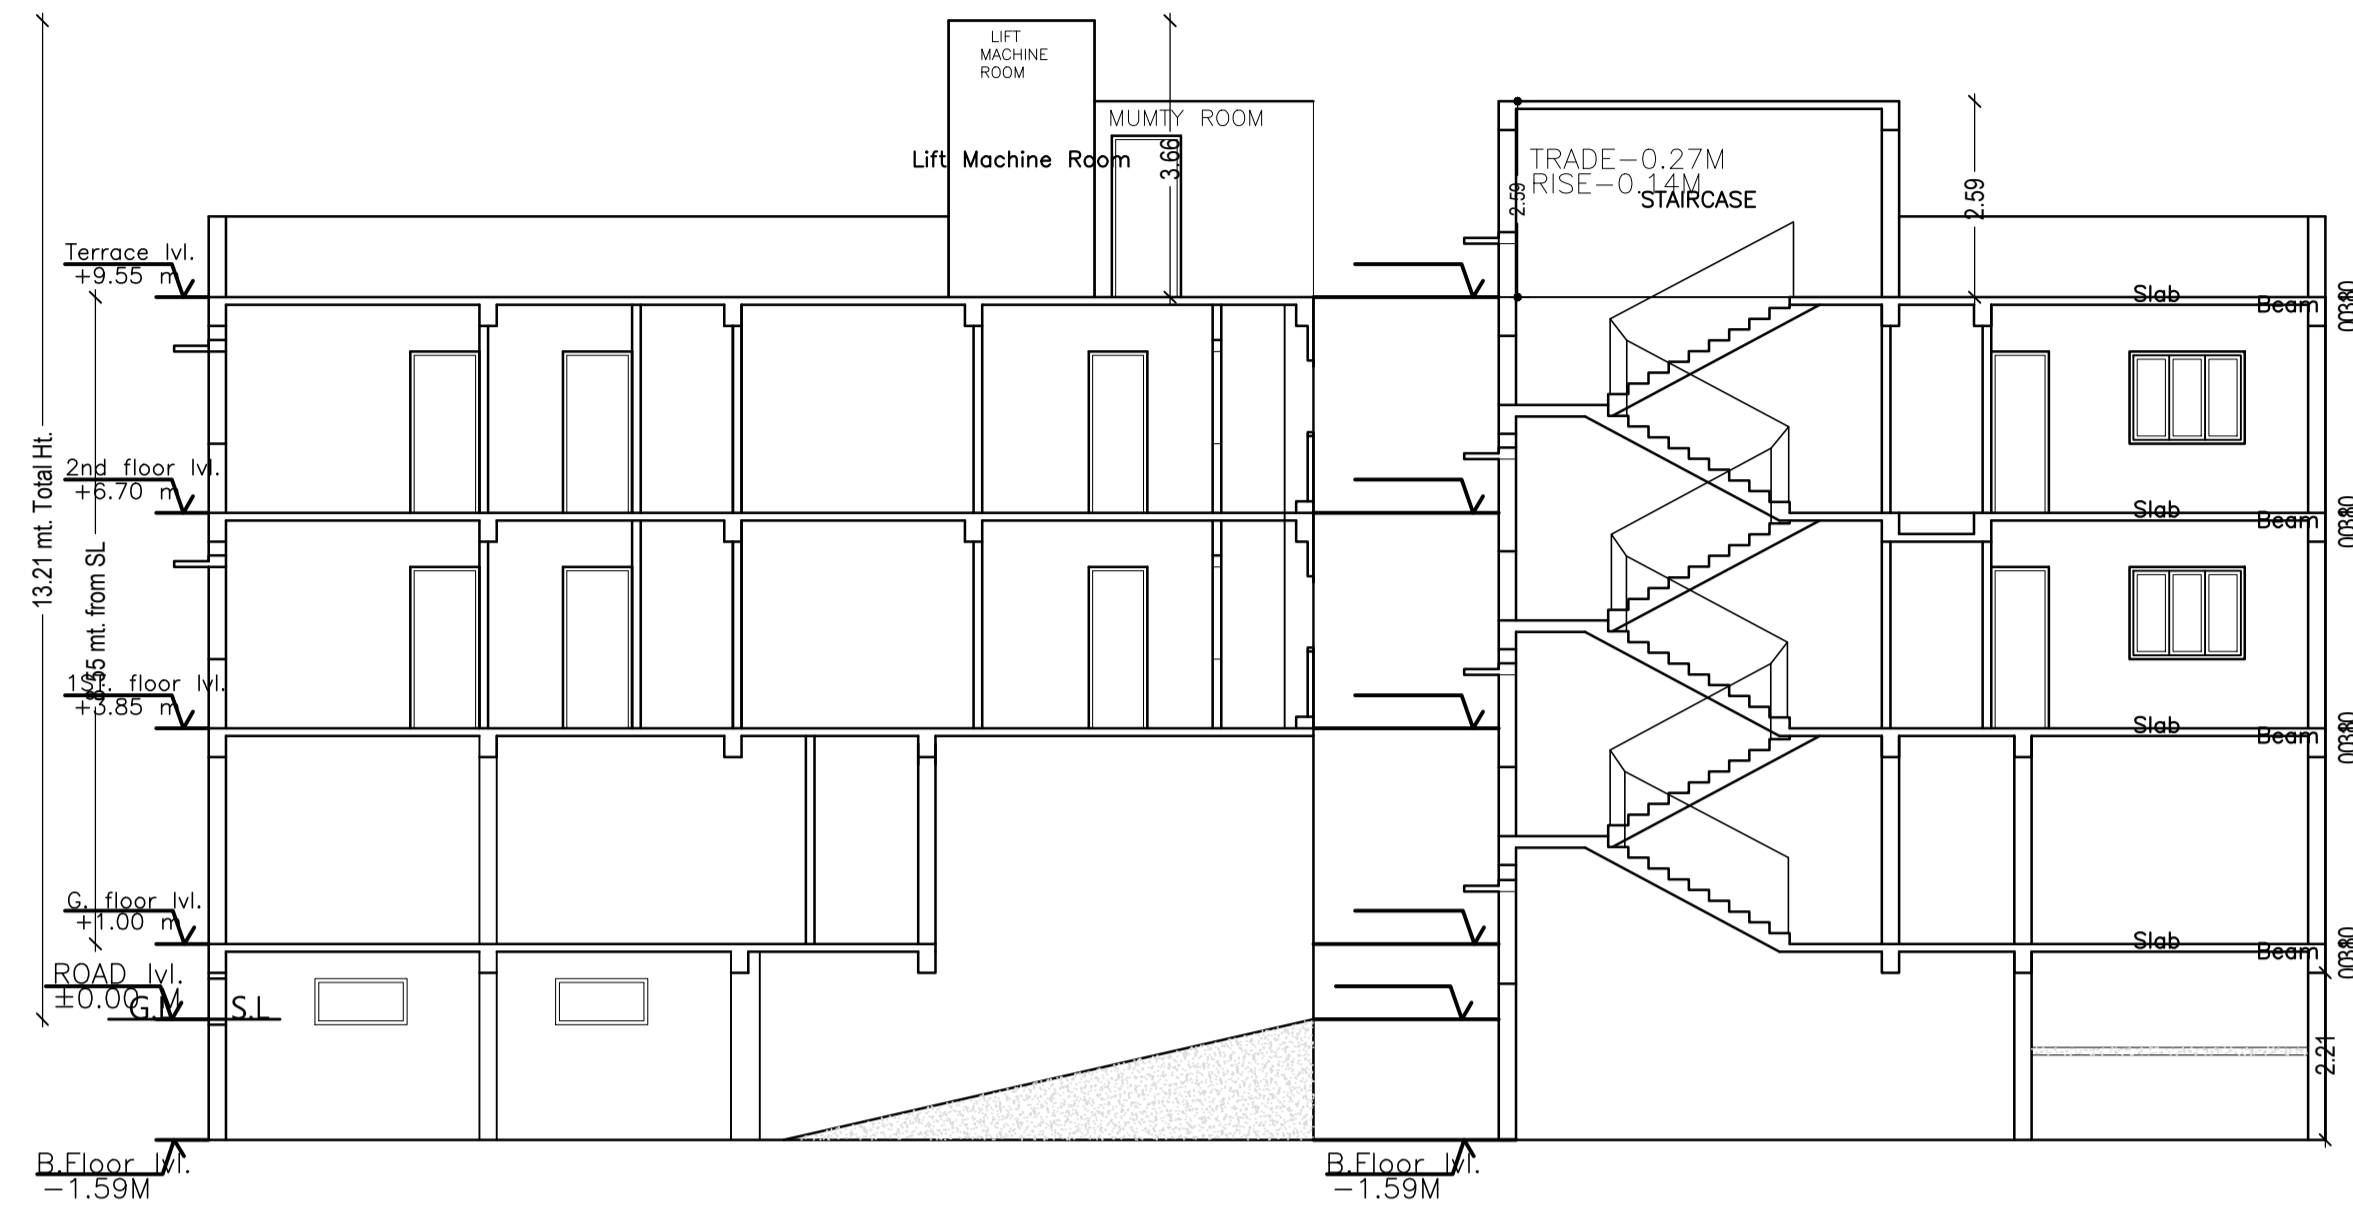 LIFT
MACHINE
ROOM
MUMTY ROOM
Lift Machine Room
3.66
TRADE-0.27M
RISE-0.14M
STAIRCASE
2.59
2.59
Terrace lvl.
+9.55 m
Slab
Beam
13.21 mt. Total Ht.
2nd floor lvl.
+6.70 m
Slab
Beam
mt. from SL
1ST. floor lvl.
+3.85 m
Slab
Beam
G. floor lvl.
+1.00 m
Slab
Beam
ROAD lvl.
±0.00 M
S.L
2.21
B.Floor lvl.
-1.59M
B.Floor lvl.
-1.59M